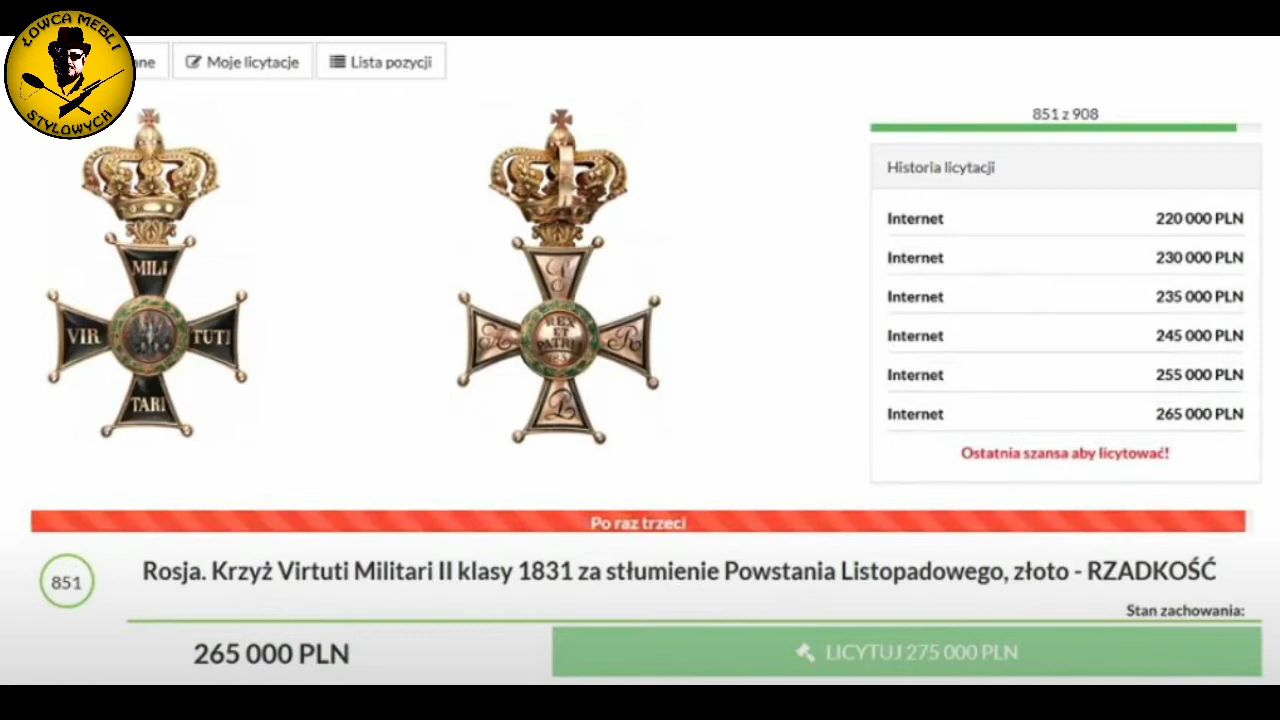 ŁOWCA MEBLI
STYLOWYCH
ne
Moje licytacje
Lista pozycji
MILI
VIR
TUTI
TARI
REX
ET
PATRIA
851 z 908
Historia licytacji
Internet 220 000 PLN
Internet 230 000 PLN
Internet 235 000 PLN
Internet 245 000 PLN
Internet 255 000 PLN
Internet 265 000 PLN
Ostatnia szansa aby licytować!
Po raz trzeci
851
Rosja. Krzyż Virtuti Militari II klasy 1831 za stłumienie Powstania Listopadowego, złoto - RZADKOŚĆ
Stan zachowania:
265 000 PLN
LICYTUJ 275 000 PLN